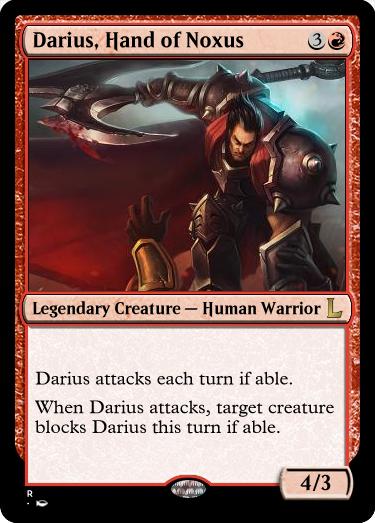 Darius, Hand of Noxus 3
Legendary Creature — Human Warrior L
Darius attacks each turn if able.
When Darius attacks, target creature
blocks Darius this turn if able.
4/3
R